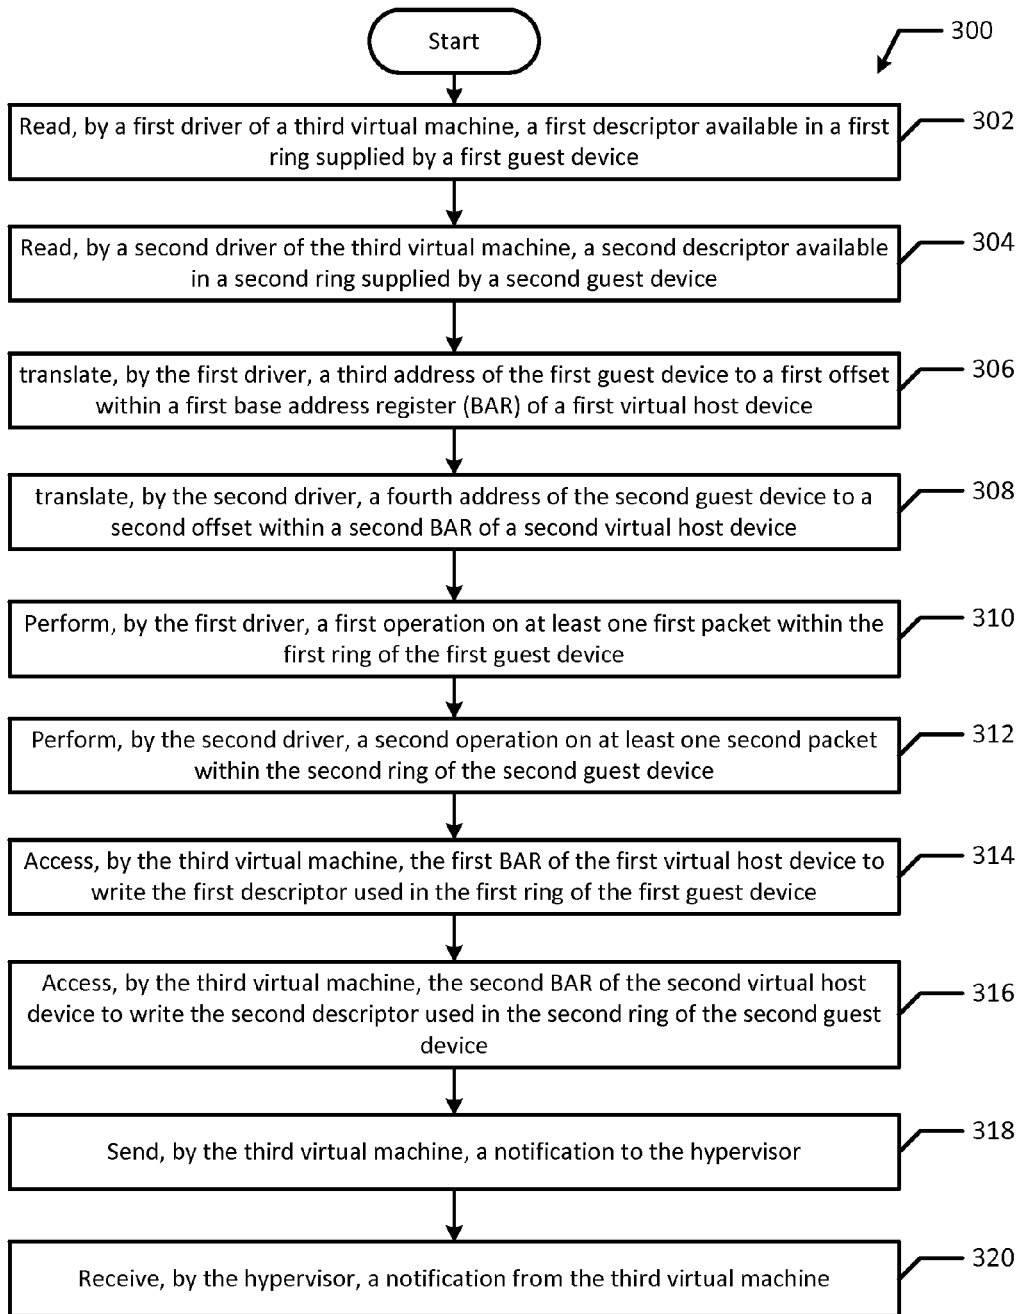 Start
300
Read, by a first driver of a third virtual machine, a first descriptor available in a first
ring supplied by a first guest device
302
Read, by a second driver of the third virtual machine, a second descriptor available
in a second ring supplied by a second guest device
304
translate, by the first driver, a third address of the first guest device to a first offset
within a first base address register (BAR) of a first virtual host device
306
translate, by the second driver, a fourth address of the second guest device to a
second offset within a second BAR of a second virtual host device
308
Perform, by the first driver, a first operation on at least one first packet within the
first ring of the first guest device
310
Perform, by the second driver, a second operation on at least one second packet
within the second ring of the second guest device
312
Access, by the third virtual machine, the first BAR of the first virtual host device to
write the first descriptor used in the first ring of the first guest device
314
Access, by the third virtual machine, the second BAR of the second virtual host
device to write the second descriptor used in the second ring of the second guest
device
316
Send, by the third virtual machine, a notification to the hypervisor
318
Receive, by the hypervisor, a notification from the third virtual machine
320